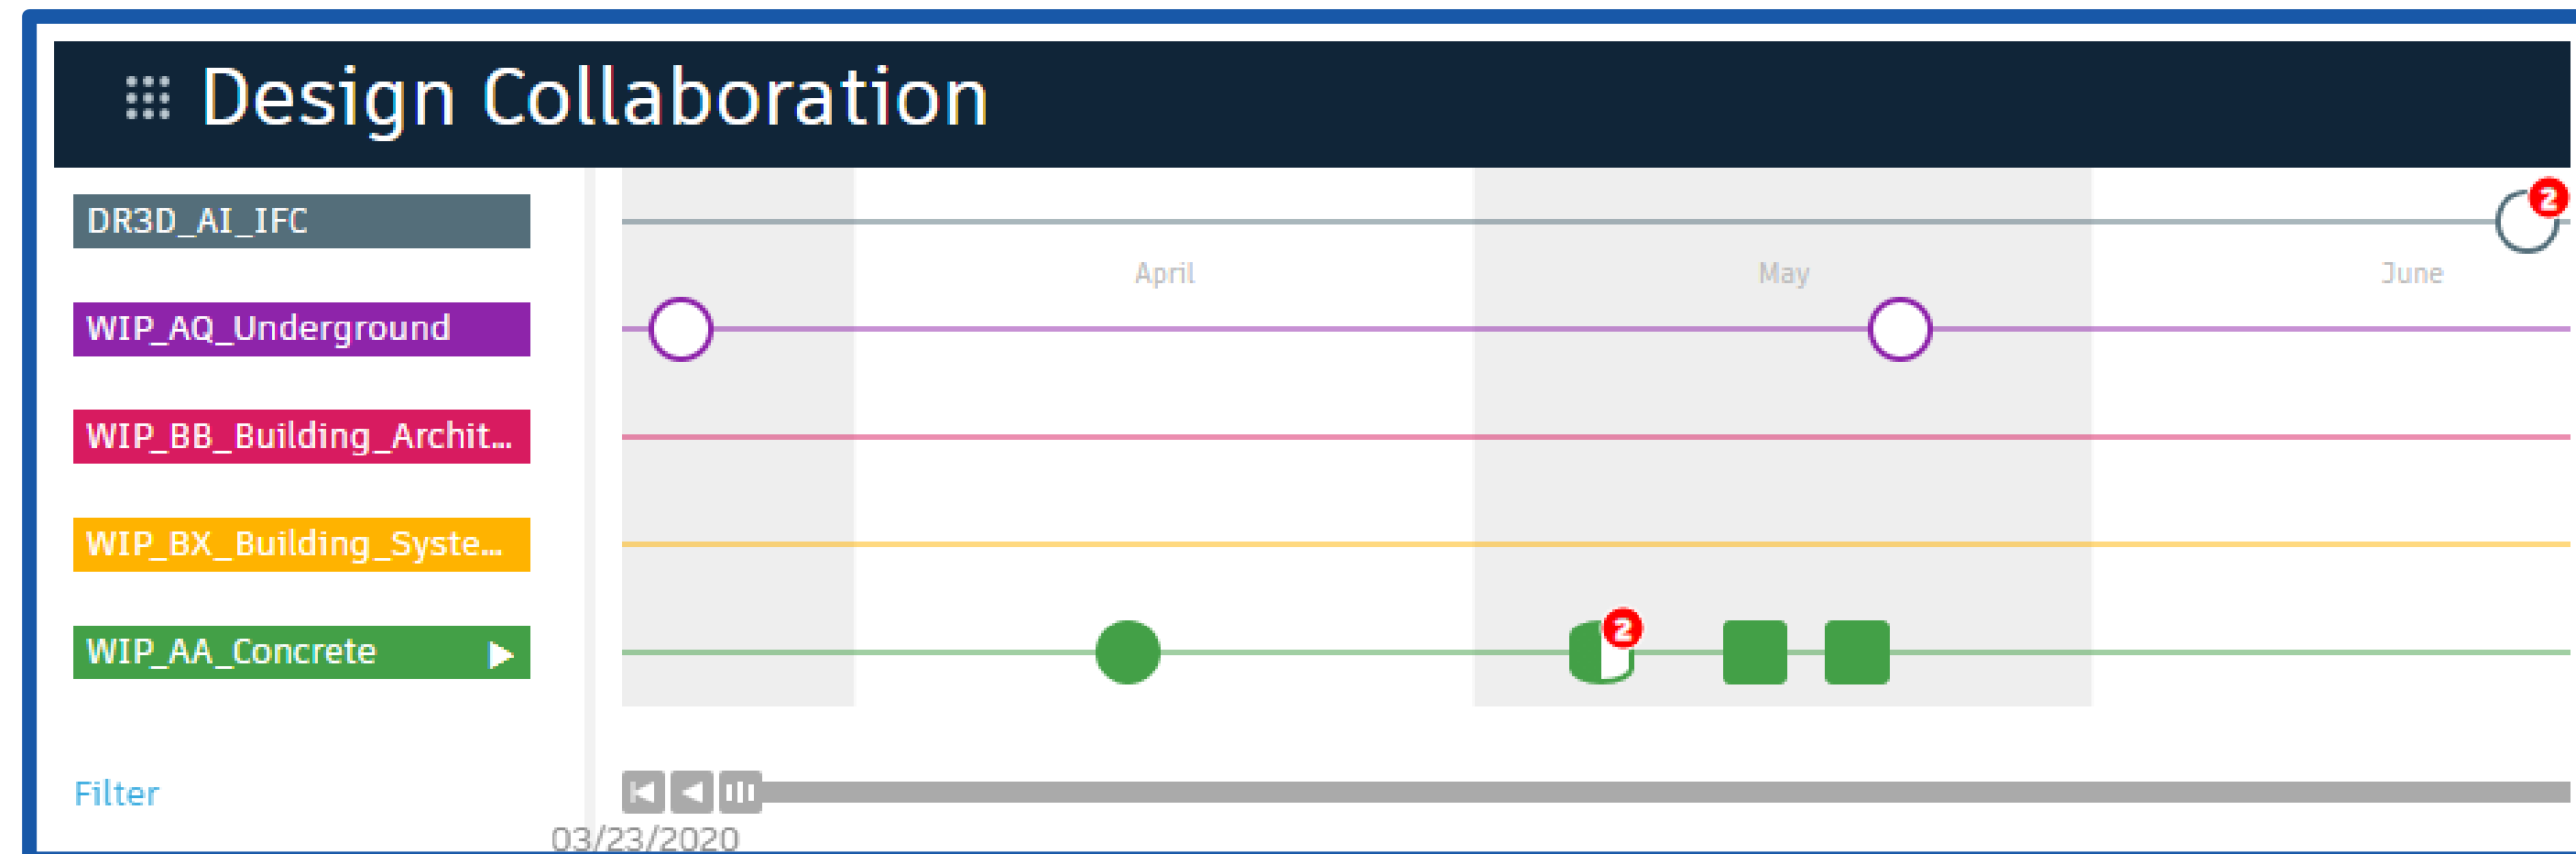 Design Collaboration
DR3D_AI_IFC
2
April
May
June
WIP_AQ_Underground
WIP_BB_Building_Archit...
WIP_BX_Building_Syste...
WIP_AA_Concrete
2
Filter
03/23/2020